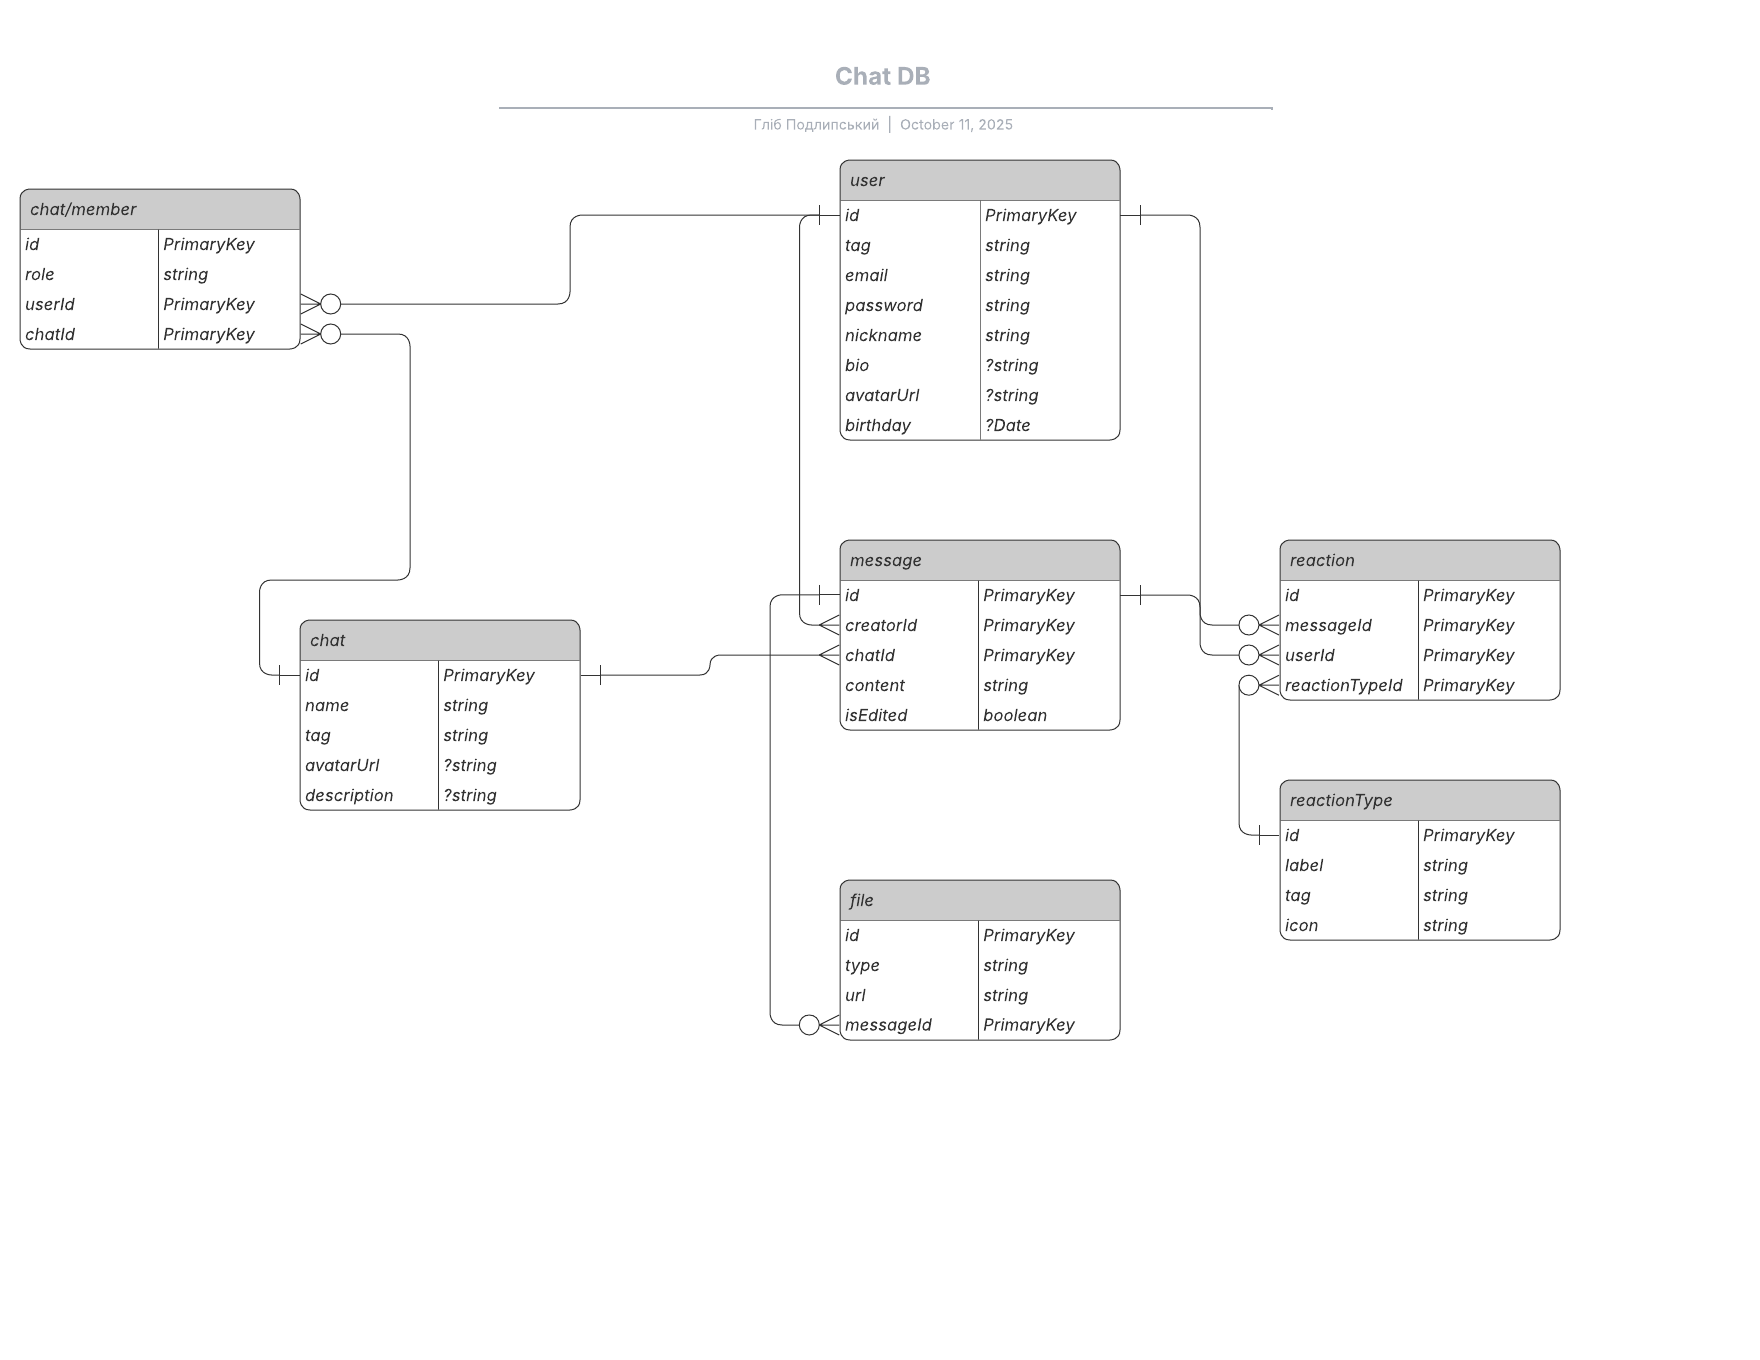 Chat DB
Гліб Подлипський | October 11, 2025
chat/member
id PrimaryKey
role string
userId PrimaryKey
chatId PrimaryKey
user
id PrimaryKey
tag string
email string
password string
nickname string
bio ?string
avatarUrl ?string
birthday ?Date
message
id PrimaryKey
creatorId PrimaryKey
chatId PrimaryKey
content string
isEdited boolean
reaction
id PrimaryKey
messageId PrimaryKey
userId PrimaryKey
reactionTypeId PrimaryKey
chat
id PrimaryKey
name string
tag string
avatarUrl ?string
description ?string
reactionType
id PrimaryKey
label string
tag string
icon string
file
id PrimaryKey
type string
url string
messageId PrimaryKey